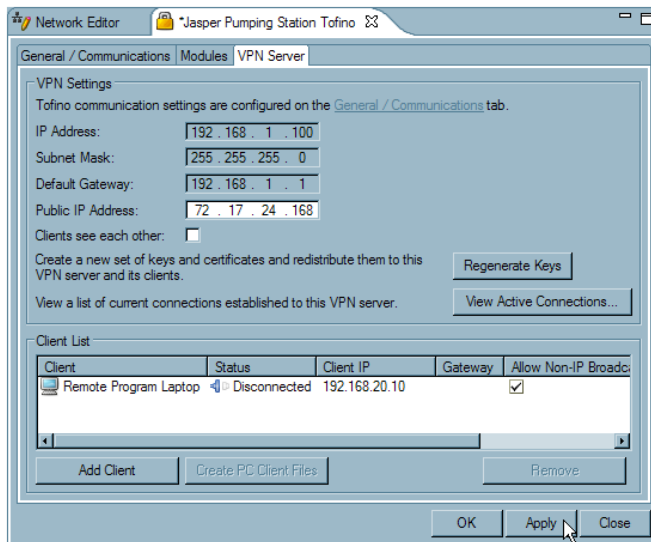 Network Editor
*Jasper Pumping Station Tofino
General / Communications Modules VPN Server
VPN Settings
Tofino communication settings are configured on the General / Communications tab.
IP Address: 192 . 168 . 1 . 100
Subnet Mask: 255 . 255 . 255 . 0
Default Gateway: 192 . 168 . 1 . 1
Public IP Address: 72 . 17 . 24 . 168
Clients see each other:
Create a new set of keys and certificates and redistribute them to this
VPN server and its clients.
Regenerate Keys
View a list of current connections established to this VPN server.
View Active Connections...
Client List
Client Status Client IP Gateway Allow Non-IP Broadca
Remote Program Laptop Disconnected 192.168.20.10
Add Client Create PC Client Files Remove
OK Apply Close